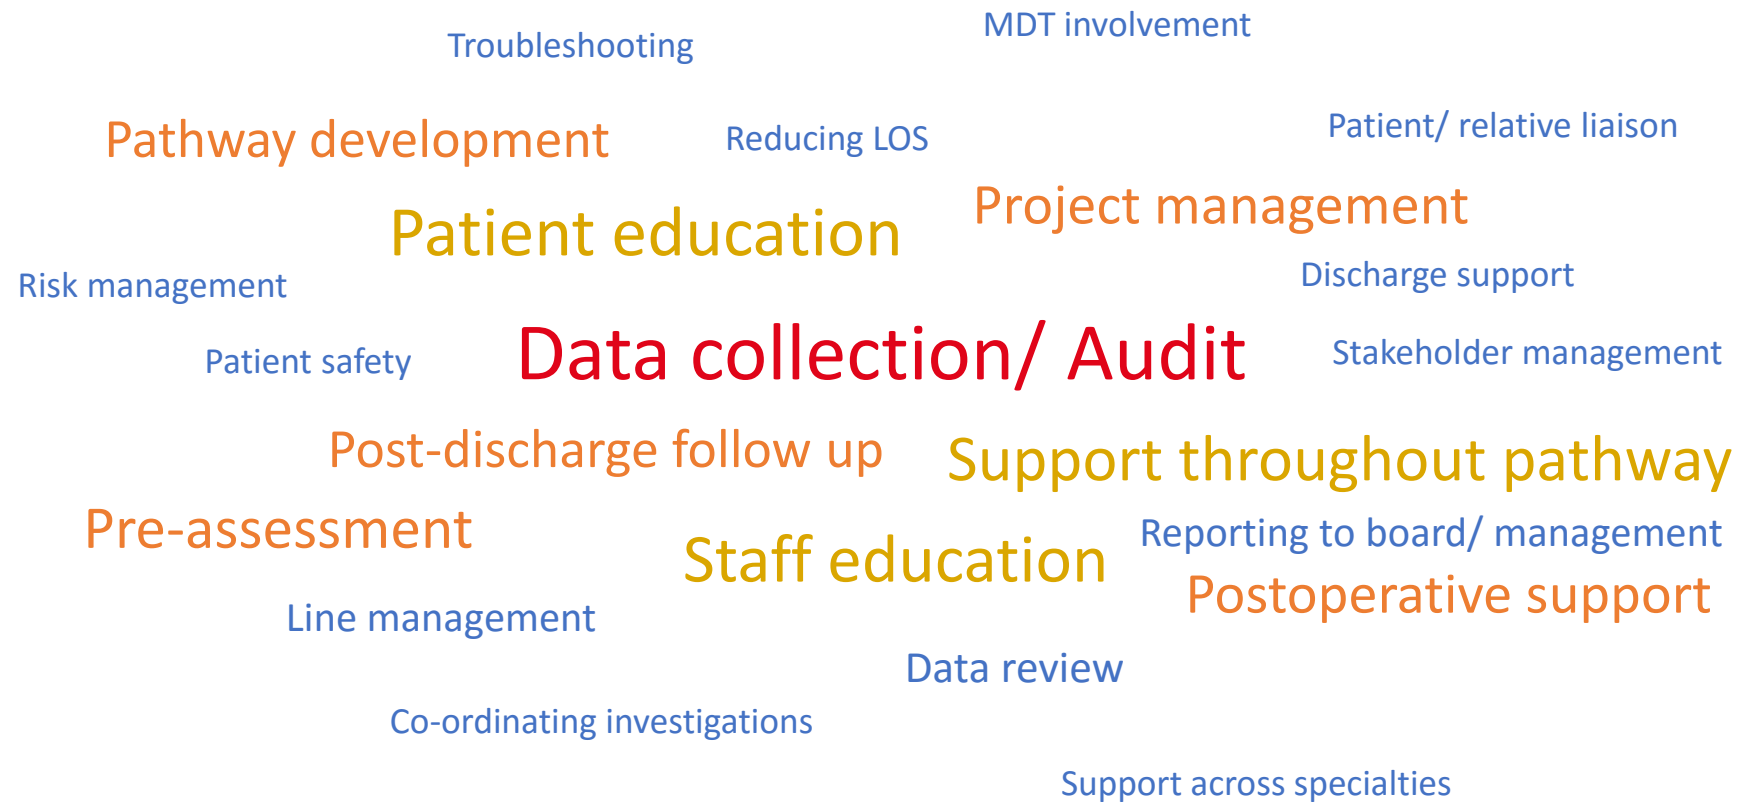 MDT involvement
Troubleshooting
Pathway development
Reducing LOS
Patient/ relative liaison
Patient education
Project management
Risk management
Discharge support
Patient safety
Data collection/ Audit
Stakeholder management
Post-discharge follow up
Support throughout pathway
Pre-assessment
Staff education
Reporting to board/ management
Postoperative support
Line management
Data review
Co-ordinating investigations
Support across specialties